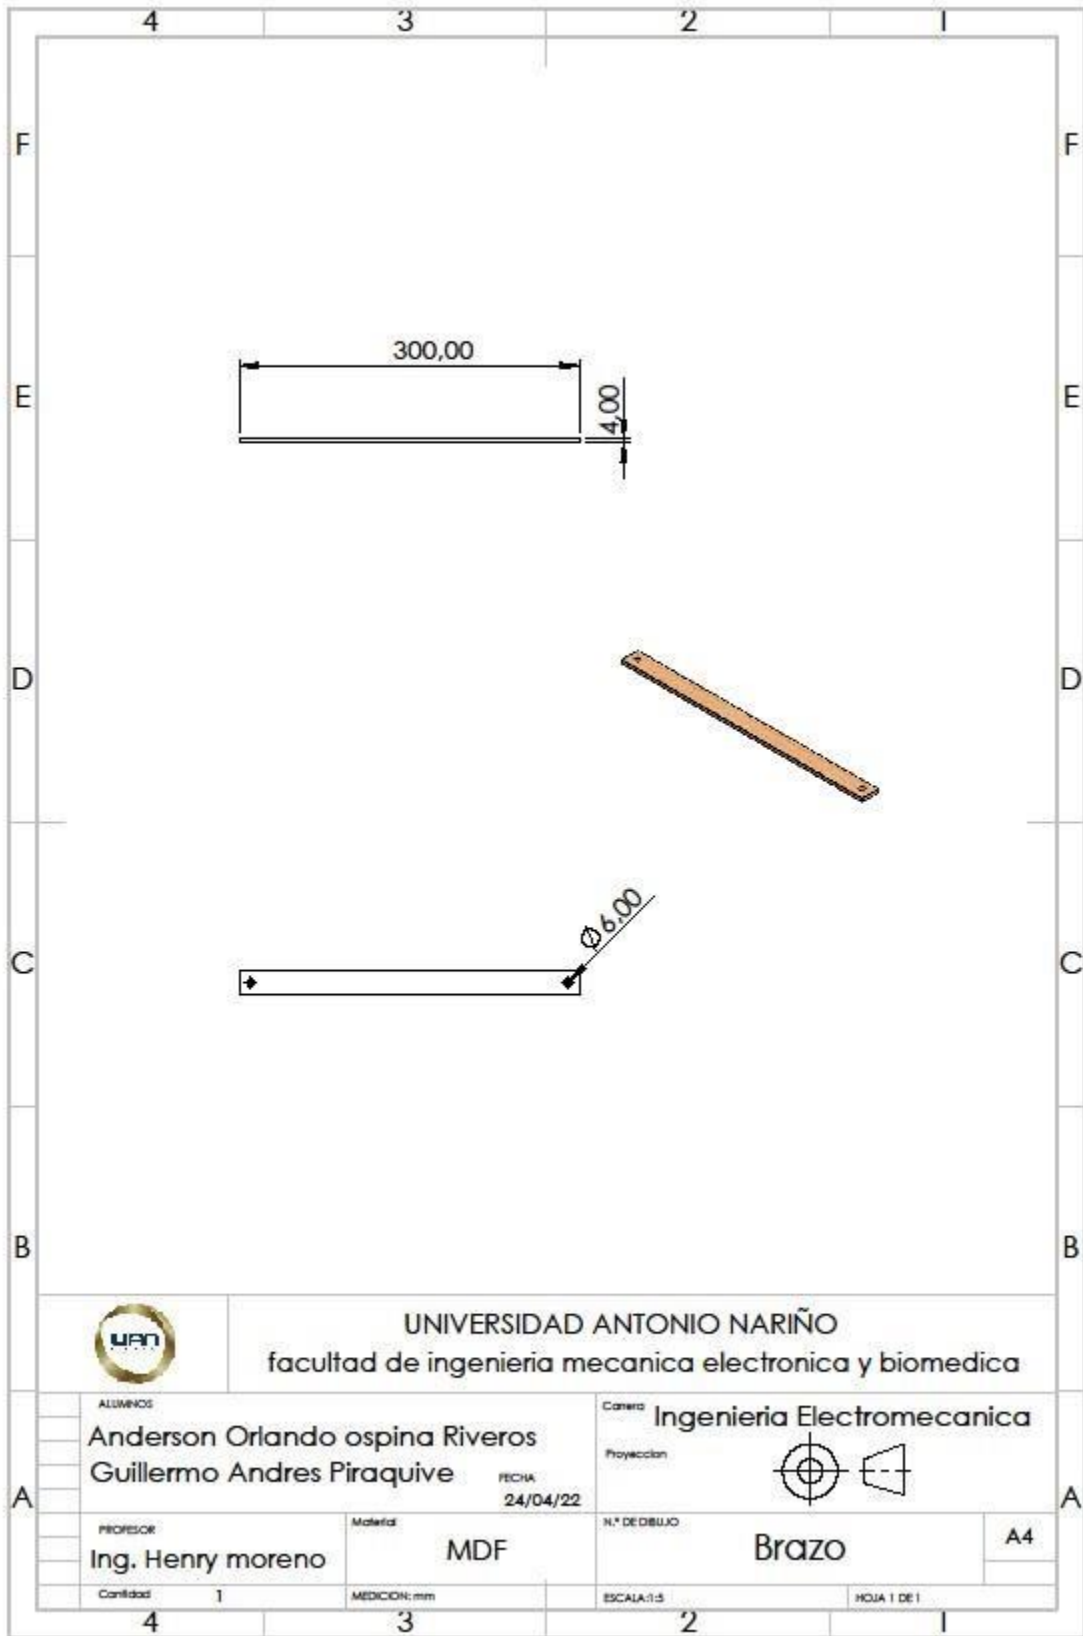 4 3 2 1
F F
300,00
E 4,00 E
D D
Ø6,00
C C
B B
UAN
UNIVERSIDAD ANTONIO NARIÑO
facultad de ingenieria mecanica electronica y biomedica
ALUMNOS
Anderson Orlando ospina Riveros
Guillermo Andres Piraquive
FECHA
24/04/22
Carrera Ingenieria Electromecanica
Proyeccion
A A
PROFESOR
Ing. Henry moreno
Material
MDF
N.º DE DIBUJO
Brazo
A4
Cantidad 1
MEDICION: mm
ESCALA:1:5
HOJA 1 DE 1
4 3 2 1